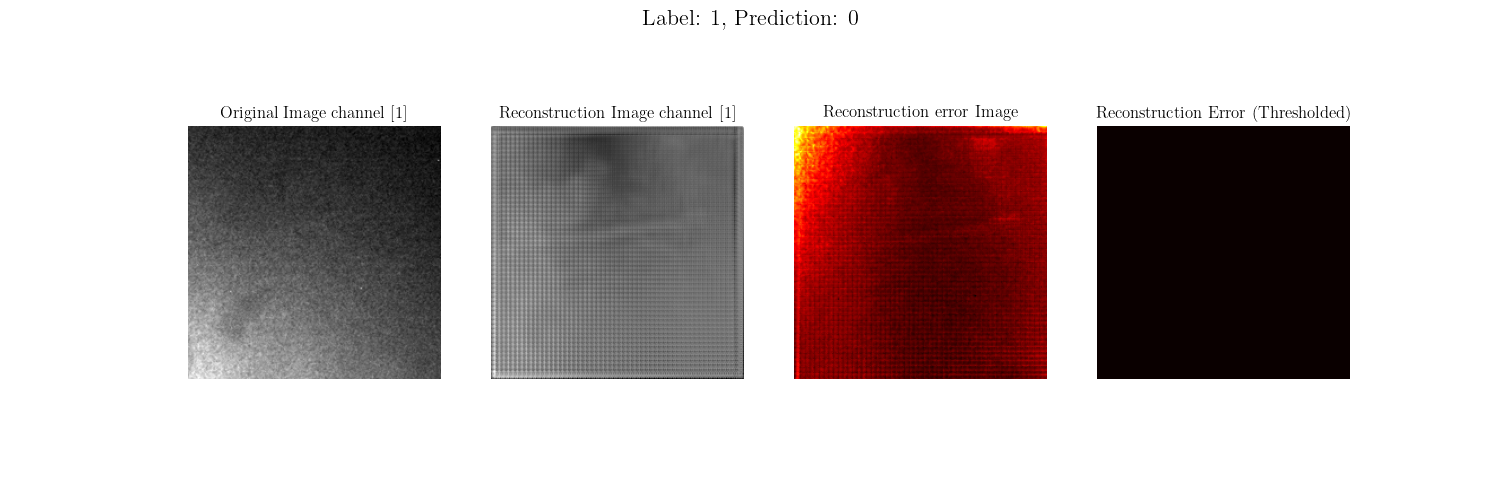 Label: 1, Prediction: 0
Original Image channel [1]
Reconstruction Image channel [1]
Reconstruction error Image
Reconstruction Error (Thresholded)